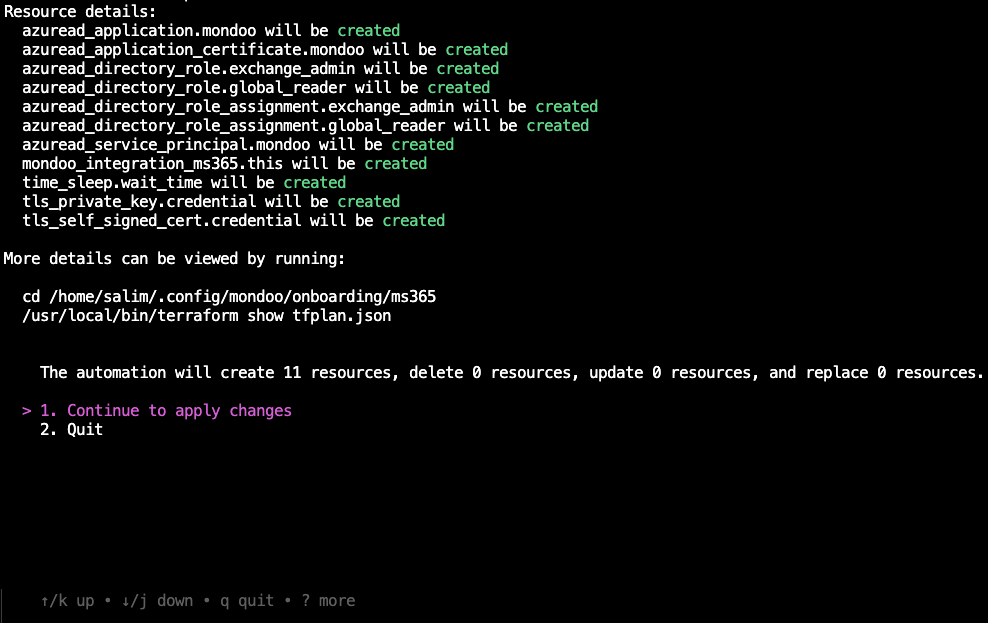 Resource details:
azuread_application.mondoo will be created
azuread_application_certificate.mondoo will be created
azuread_directory_role.exchange_admin will be created
azuread_directory_role.global_reader will be created
azuread_directory_role_assignment.exchange_admin will be created
azuread_directory_role_assignment.global_reader will be created
azuread_service_principal.mondoo will be created
mondoo_integration_ms365.this will be created
time_sleep.wait_time will be created
tls_private_key.credential will be created
tls_self_signed_cert.credential will be created
More details can be viewed by running:
cd /home/salim/.config/mondoo/onboarding/ms365
/usr/local/bin/terraform show tfplan.json
The automation will create 11 resources, delete 0 resources, update 0 resources, and replace 0 resources.
> 1. Continue to apply changes
2. Quit
↑/k up • ↓/j down • q quit • ? more